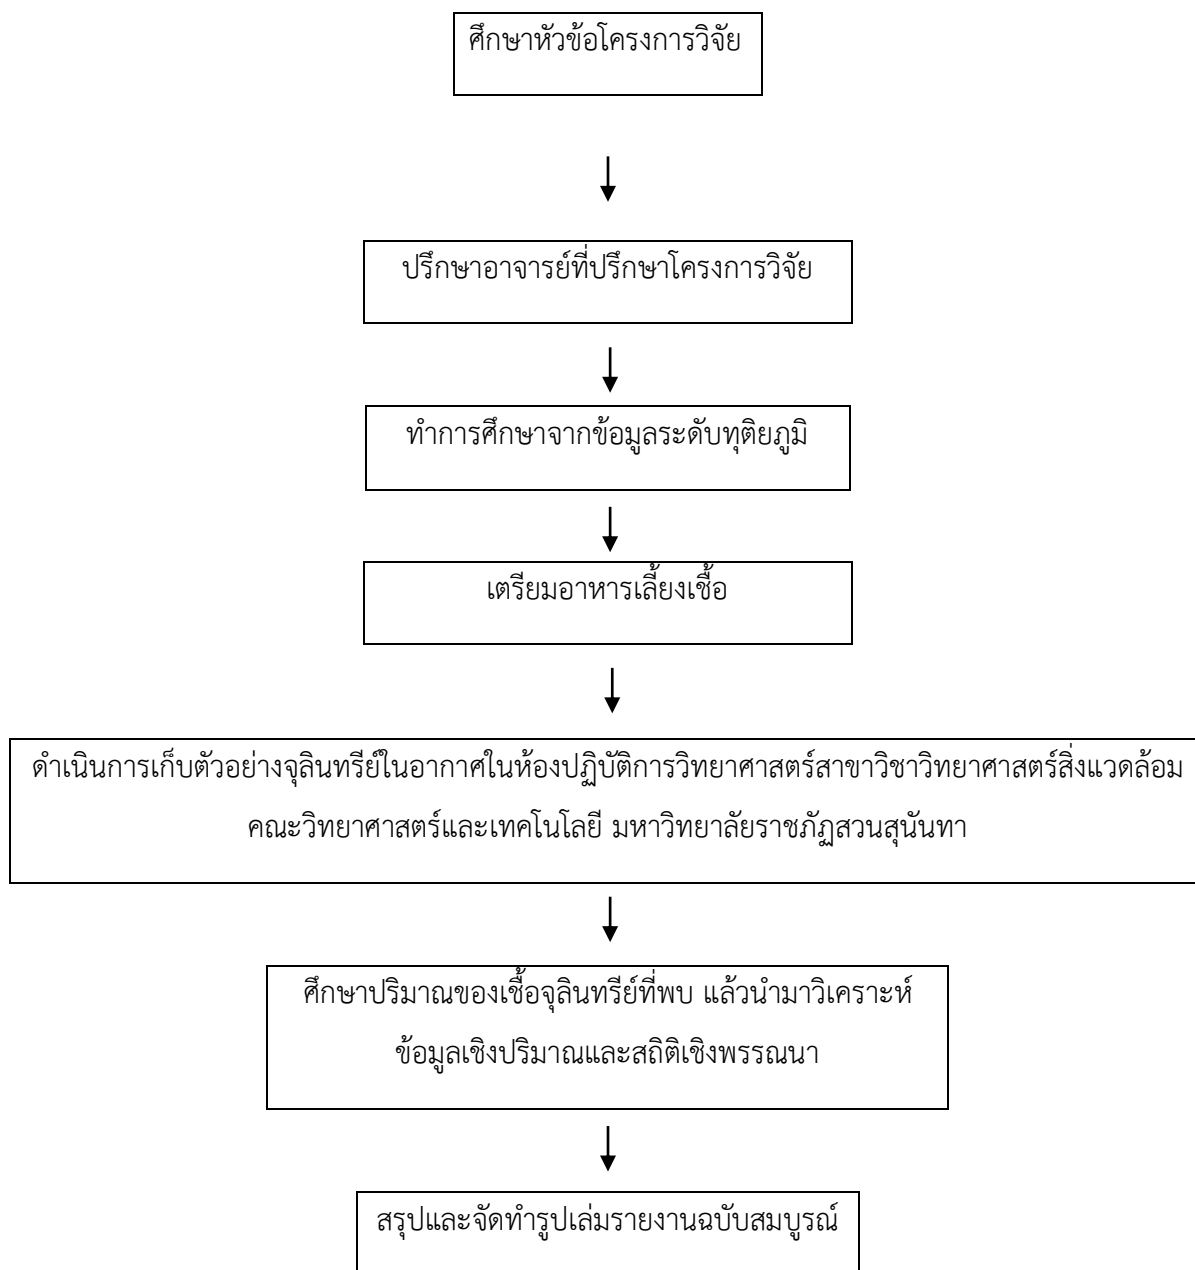 ศึกษาหัวข้อโครงการวิจัย
ปรึกษาอาจารย์ที่ปรึกษาโครงการวิจัย
ทำการศึกษาจากข้อมูลระดับทุติยภูมิ
เตรียมอาหารเลี้ยงเชื้อ
ดำเนินการเก็บตัวอย่างจุลินทรีย์ในอากาศในห้องปฏิบัติการวิทยาศาสตร์สาขาวิชาวิทยาศาสตร์สิ่งแวดล้อม
คณะวิทยาศาสตร์และเทคโนโลยี มหาวิทยาลัยราชภัฏสวนสุนันทา
ศึกษาปริมาณของเชื้อจุลินทรีย์ที่พบ แล้วนำมาวิเคราะห์
ข้อมูลเชิงปริมาณและสถิติเชิงพรรณนา
สรุปและจัดทำรูปเล่มรายงานฉบับสมบูรณ์